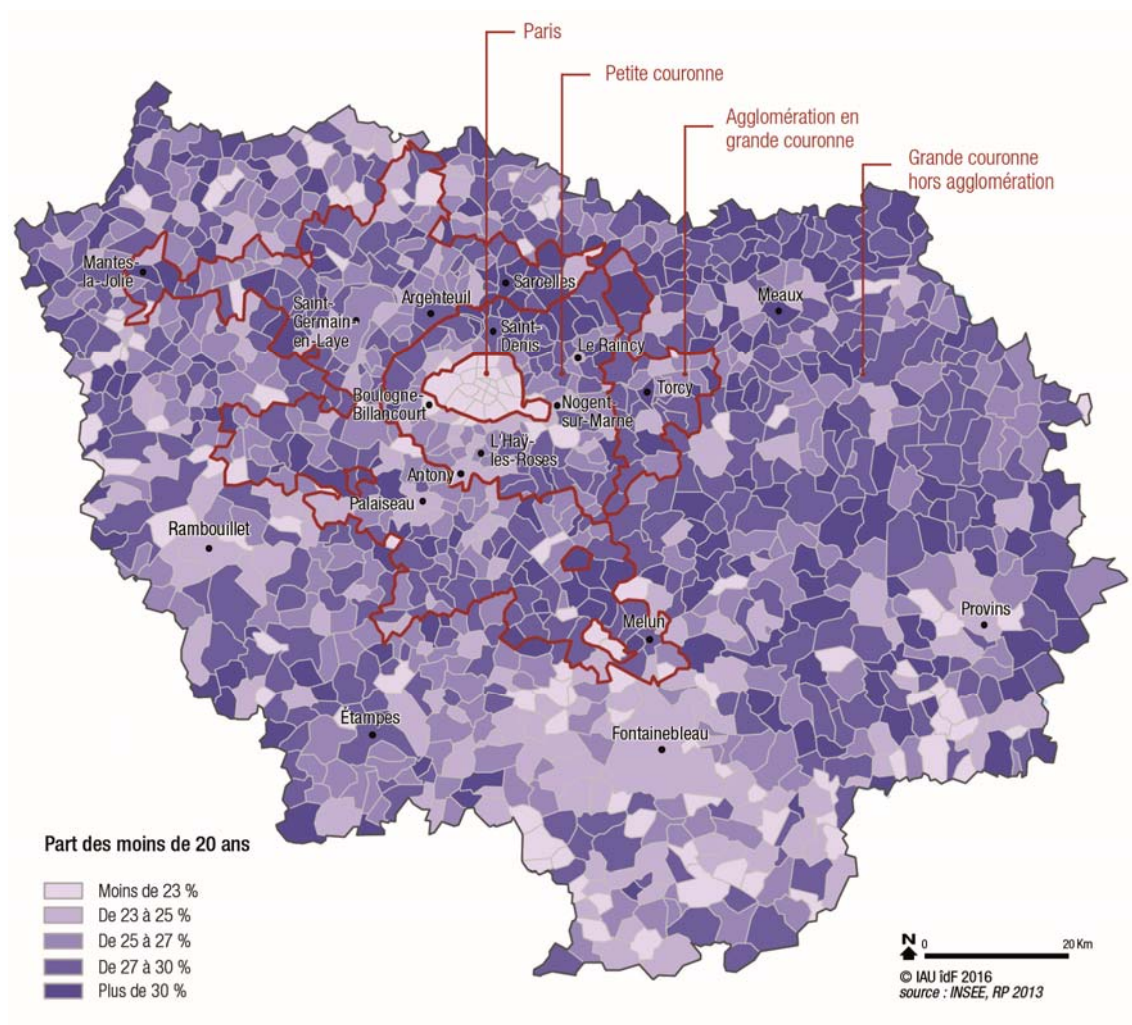 Paris
Petite couronne
Agglomération en
grande couronne
Grande couronne
hors agglomération
Mantes-
la-Jolie
Saint-
Germain-
en-Laye
Argenteuil
Sarcelles
Saint-
Denis
Le Raincy
Meaux
Boulogne-
Billancourt
Nogent-
sur-Marne
Torcy
L'Haÿ-
les-Roses
Antony
Palaiseau
Rambouillet
Melun
Provins
Étampes
Fontainebleau
Part des moins de 20 ans
Moins de 23 %
De 23 à 25 %
De 25 à 27 %
De 27 à 30 %
Plus de 30 %
N
0 20 Km
© IAU îdF 2016
source : INSEE, RP 2013